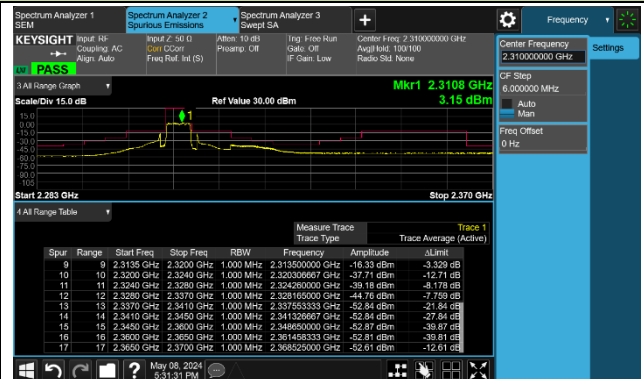 Spectrum Analyzer 1
SEM
Spectrum Analyzer 2
Spurious Emissions
Spectrum Analyzer 3
Swept SA
Frequency
KEYSIGHT
Input: RF
Coupling: AC
Align: Auto
Input Z: 50 Ω
Corr CCorr
Freq Ref: Int (S)
Atten: 10 dB
Preamp: Off
Trig: Free Run
Gate: Off
IF Gain: Low
Center Freq: 2.310000000 GHz
Avg|Hold: 100/100
Radio Std: None
PASS
Center Frequency
2.310000000 GHz
Settings
CF Step
6.000000 MHz
Auto
Man
Freq Offset
0 Hz
3 All Range Graph
Mkr1 2.3108 GHz
Scale/Div 15.0 dB
Ref Value 30.00 dBm
3.15 dBm
1
15.0
0.00
-15.0
-30.0
-45.0
-60.0
-75.0
-90.0
-105
Start 2.283 GHz
Stop 2.370 GHz
4 All Range Table
Measure Trace Trace 1
Trace Type Trace Average (Active)
Spur Range Start Freq Stop Freq RBW Frequency Amplitude ΔLimit
9 9 2.3135 GHz 2.3200 GHz 1.000 MHz 2.313500000 GHz -16.33 dBm -3.329 dB
10 10 2.3200 GHz 2.3240 GHz 1.000 MHz 2.320306667 GHz -37.71 dBm -12.71 dB
11 11 2.3240 GHz 2.3280 GHz 1.000 MHz 2.324260000 GHz -39.18 dBm -8.178 dB
12 12 2.3280 GHz 2.3370 GHz 1.000 MHz 2.328165000 GHz -44.76 dBm -7.759 dB
13 13 2.3370 GHz 2.3410 GHz 1.000 MHz 2.337553333 GHz -52.84 dBm -21.84 dB
14 14 2.3410 GHz 2.3450 GHz 1.000 MHz 2.341326667 GHz -52.84 dBm -27.84 dB
15 15 2.3450 GHz 2.3600 GHz 1.000 MHz 2.348650000 GHz -52.87 dBm -39.87 dB
16 16 2.3600 GHz 2.3650 GHz 1.000 MHz 2.361458333 GHz -52.81 dBm -39.81 dB
17 17 2.3650 GHz 2.3700 GHz 1.000 MHz 2.368525000 GHz -52.61 dBm -12.61 dB
May 08, 2024
5:31:31 PM